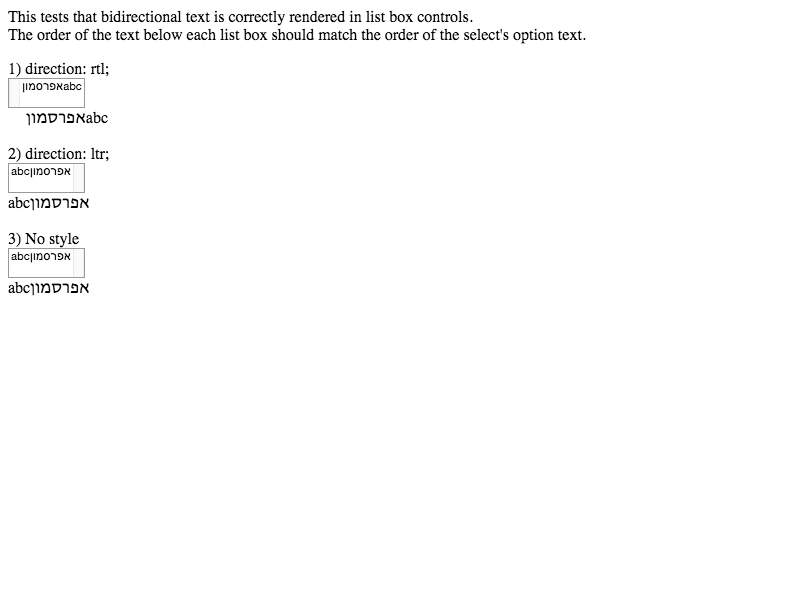 This tests that bidirectional text is correctly rendered in list box controls.
The order of the text below each list box should match the order of the select's option text.
1) direction: rtl;
abcאפרסמון
abcאפרסמון
2) direction: ltr;
abcאפרסמון
abcאפרסמון
3) No style
abcאפרסמון
abcאפרסמון